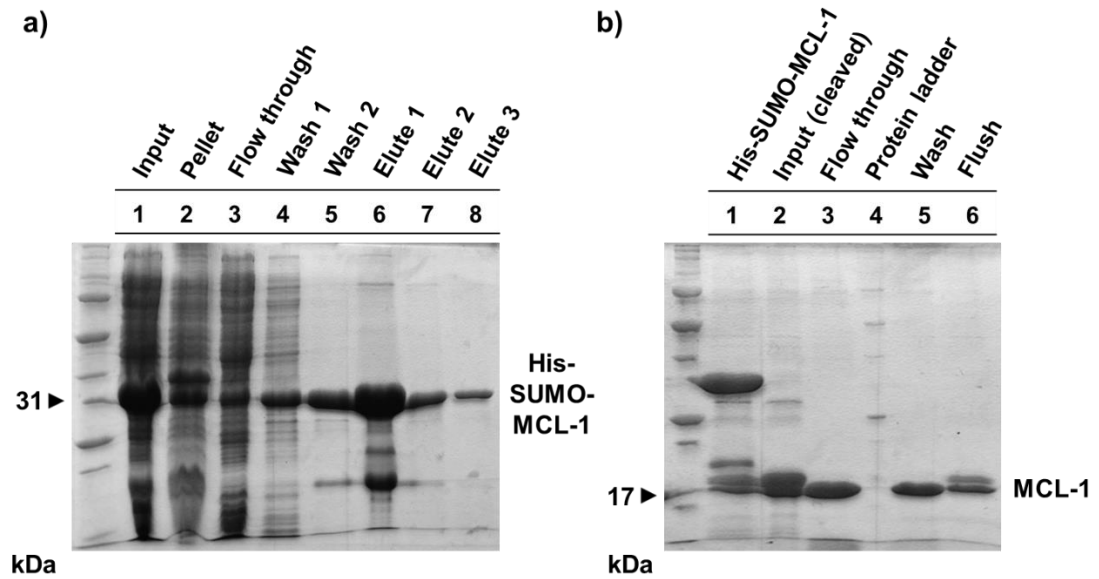 a)
Input
Pellet
Flow through
Wash 1
Wash 2
Elute 1
Elute 2
Elute 3
1 2 3 4 5 6 7 8
31
His-
SUMO-
MCL-1
kDa
b)
His-SUMO-MCL-1
Input (cleaved)
Flow through
Protein ladder
Wash
Flush
1 2 3 4 5 6
17
MCL-1
kDa